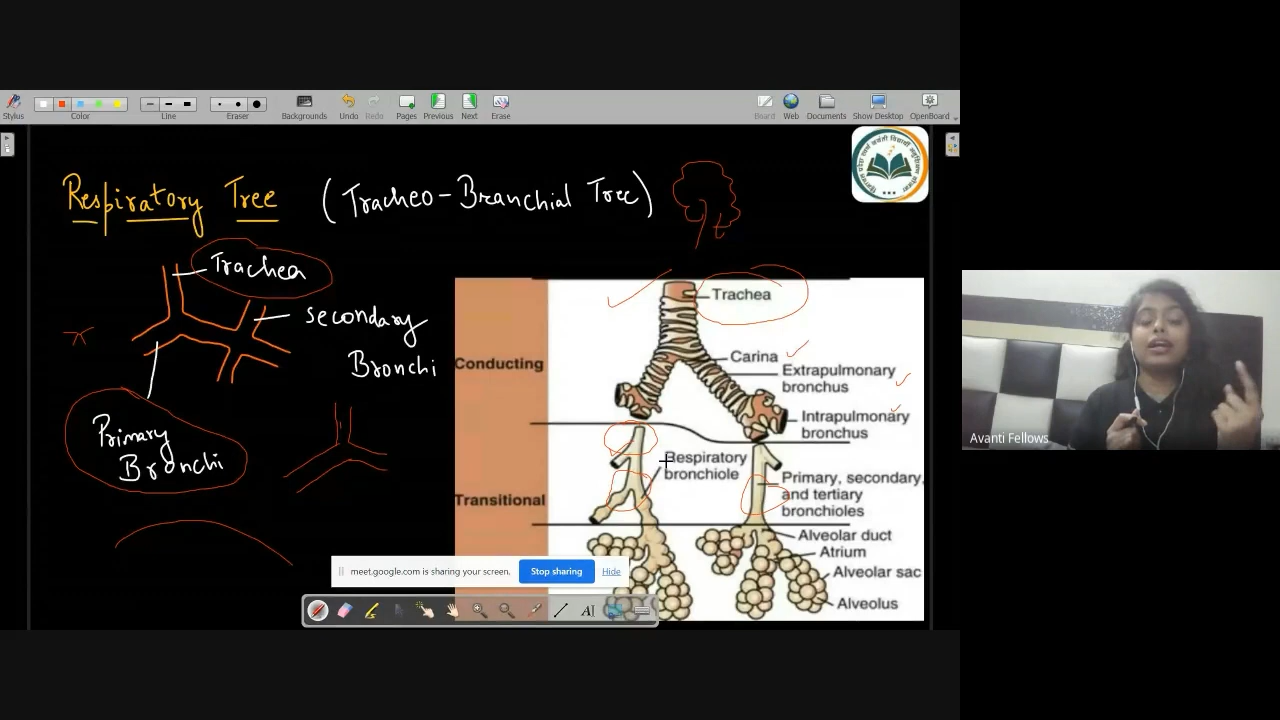 Stylus
Color
Line
Eraser
Backgrounds
Undo
Redo
Pages
Previous
Next
Erase
Board
Web
Documents
Show Desktop
OpenBoard
Respiratory Tree (Tracheo-Branchial Tree)
Trachea
Secondary
Bronchi
Primary
Bronchi
Trachea
Carina
Extrapulmonary
bronchus
Intrapulmonary
bronchus
Conducting
Respiratory
bronchiole
Primary, secondary,
and tertiary
bronchioles
Transitional
Alveolar duct
Atrium
Alveolar sac
Alveolus
meet.google.com is sharing your screen.
Stop sharing
Hide
Avanti Fellows